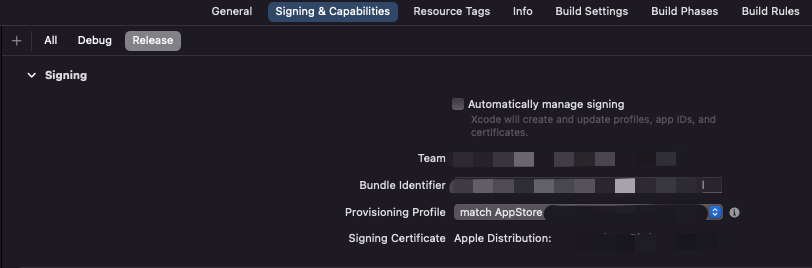 General Signing & Capabilities Resource Tags Info Build Settings Build Phases Build Rules
+ All Debug Release
Signing
Automatically manage signing
Xcode will create and update profiles, app IDs, and
certificates.
Team
Bundle Identifier
Provisioning Profile match AppStore
Signing Certificate Apple Distribution: